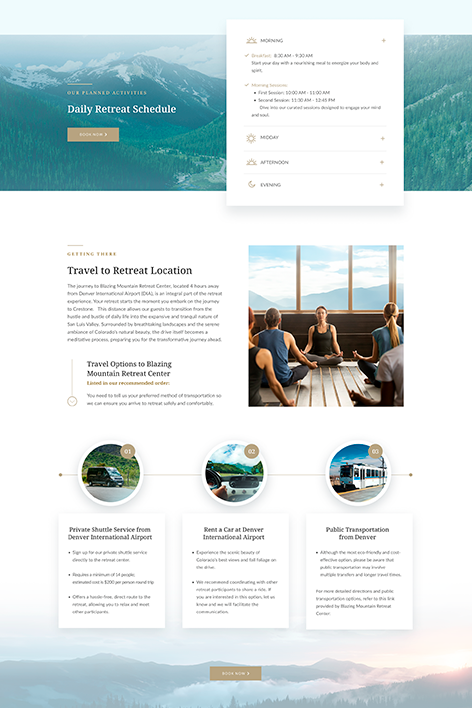 OUR PLANNED ACTIVITIES
Daily Retreat Schedule
BOOK NOW
MORNING
Breakfast: 8:30 AM - 9:30 AM
Start your day with a nourishing meal to energize your body and
spirit.
Morning Sessions:
First Session: 10:00 AM - 11:00 AM
Second Session: 11:30 AM - 12:45 PM
Dive into our curated sessions designed to engage your mind
and soul.
MIDDAY
AFTERNOON
EVENING
GETTING THERE
Travel to Retreat Location
The journey to Blazing Mountain Retreat Center, located 4 hours away
from Denver International Airport (DIA), is an integral part of the retreat
experience. Your retreat starts the moment you embark on the journey
to Crestone. This distance allows our guests to transition from the
hustle and bustle of daily life into the expansive and tranquil nature of
San Luis Valley. Surrounded by breathtaking landscapes and the serene
ambiance of Colorado's natural beauty, the drive itself becomes a
meditative process, preparing you for the transformative journey ahead.
Travel Options to Blazing
Mountain Retreat Center
Listed in our recommended order:
You need to tell us your preferred method of transportation so
we can ensure you arrive to retreat safely and comfortably.
01
02
03
Private Shuttle Service from
Denver International Airport
Sign up for our private shuttle service
directly to the retreat center.
Requires a minimum of 14 people;
estimated cost is $200 per person round trip
Offers a hassle-free, direct route to the
retreat, allowing you to relax and meet
other participants.
Rent a Car at Denver
International Airport
Experience the scenic beauty of
Colorado's best views and fall foliage on
the drive.
We recommend coordinating with other
retreat participants to share a ride. If
you are interested in this option, let us
know and we will facilitate the
communication.
Public Transportation
from Denver
Although the most eco-friendly and cost-
effective option, please be aware that
public transportation may involve
multiple transfers and longer travel times.
For more detailed directions and public
transportation options, refer to this link
provided by Blazing Mountain Retreat
Center.
BOOK NOW